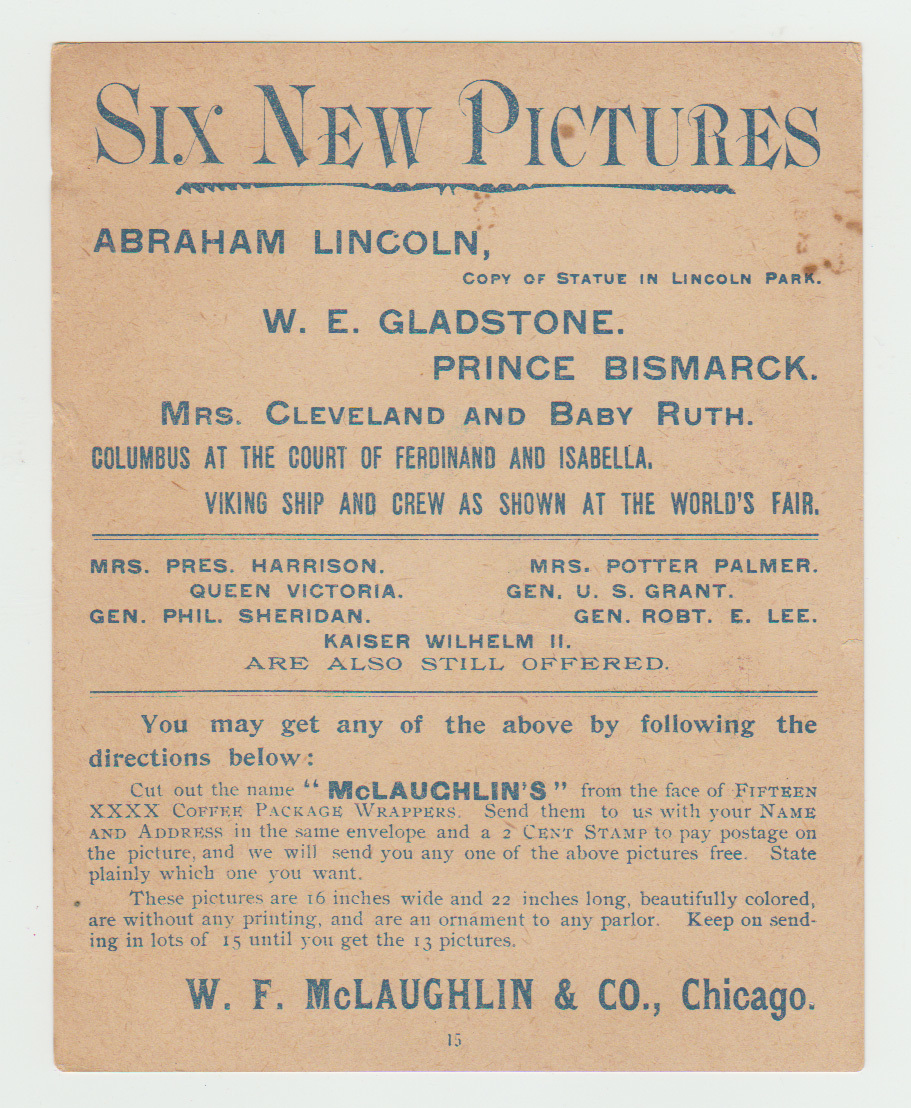 SIX NEW PICTURES
ABRAHAM LINCOLN,
COPY OF STATUE IN LINCOLN PARK.
W. E. GLADSTONE.
PRINCE BISMARCK.
MRS. CLEVELAND AND BABY RUTH.
COLUMBUS AT THE COURT OF FERDINAND AND ISABELLA.
VIKING SHIP AND CREW AS SHOWN AT THE WORLD'S FAIR.
MRS. PRES. HARRISON. MRS. POTTER PALMER.
QUEEN VICTORIA. GEN. U. S. GRANT.
GEN. PHIL. SHERIDAN. GEN. ROBT. E. LEE.
KAISER WILHELM II.
ARE ALSO STILL OFFERED.
You may get any of the above by following the
directions below:
Cut out the name "McLAUGHLIN'S" from the face of FIFTEEN
XXXX COFFEE PACKAGE WRAPPERS. Send them to us with your NAME
AND ADDRESS in the same envelope and a 2 CENT STAMP to pay postage on
the picture, and we will send you any one of the above pictures free. State
plainly which one you want.
These pictures are 16 inches wide and 22 inches long, beautifully colored,
are without any printing, and are an ornament to any parlor. Keep on send-
ing in lots of 15 until you get the 13 pictures.
W. F. McLAUGHLIN & CO., Chicago.
15